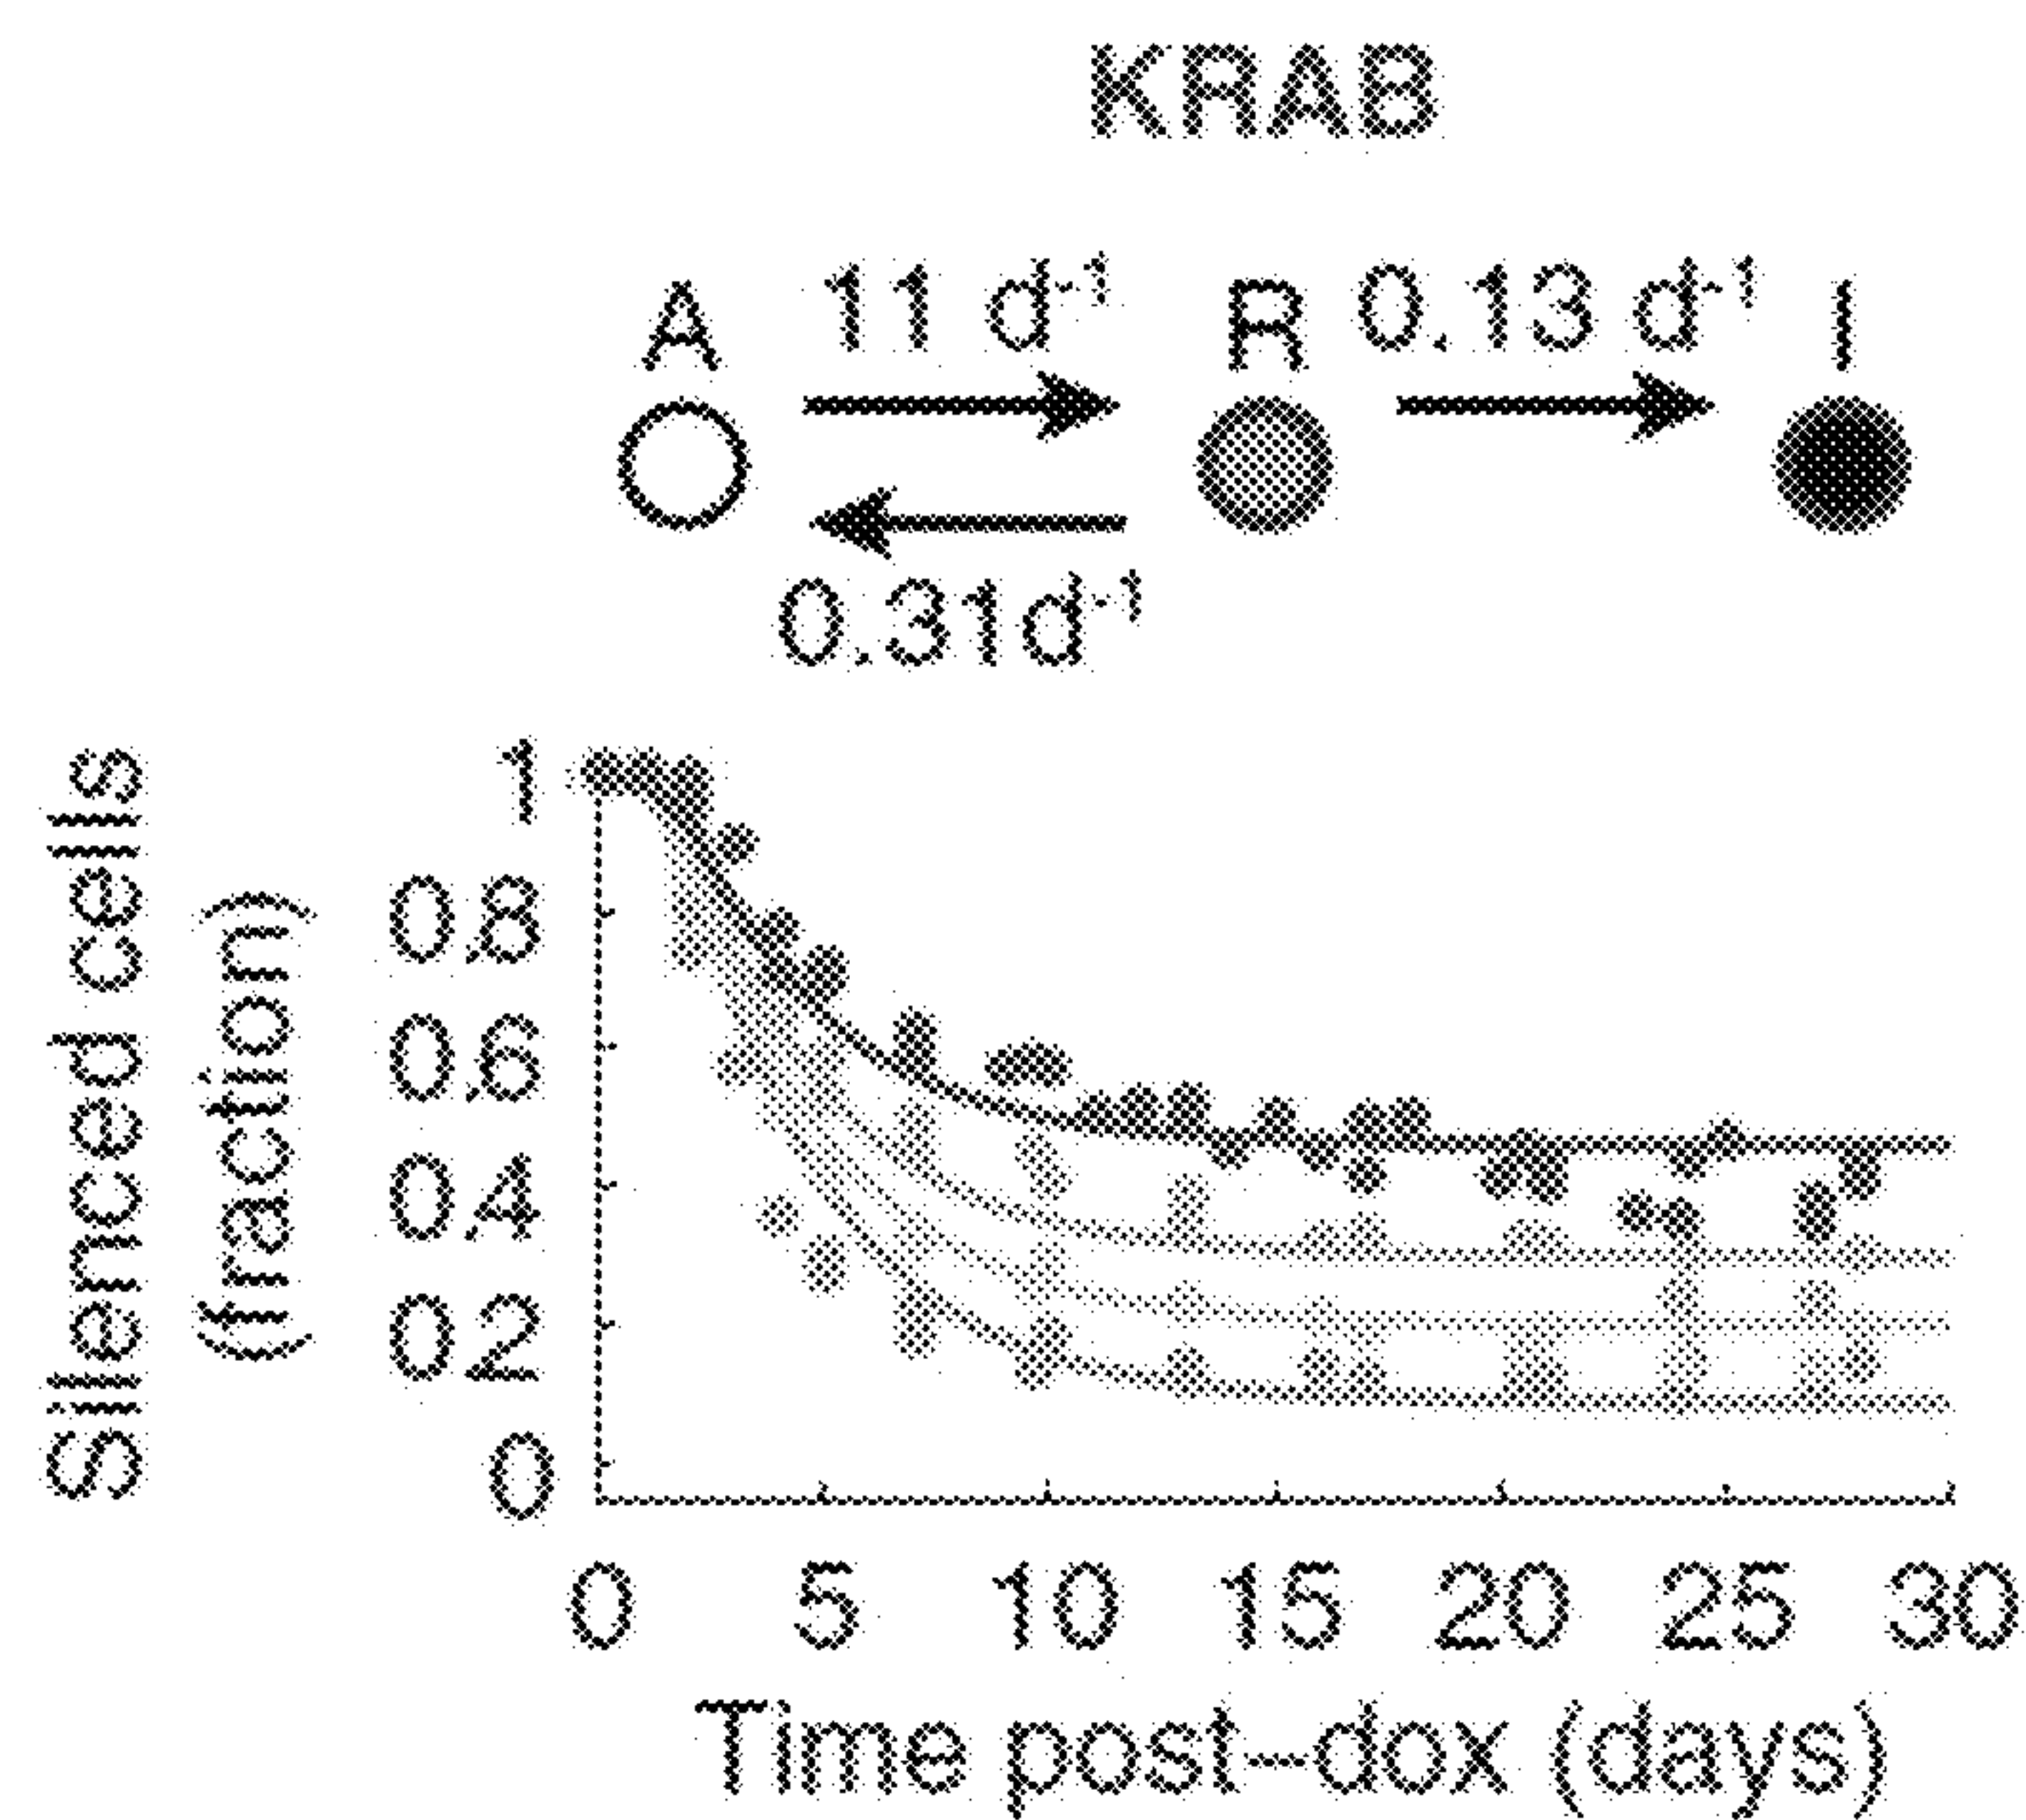 KRAB
A 11 d-1 R 0.13 d-1 I
0.31d-1
Silenced cells
(fraction)
1
0.8
0.6
0.4
0.2
0
0 5 10 15 20 25 30
Time post-dox (days)